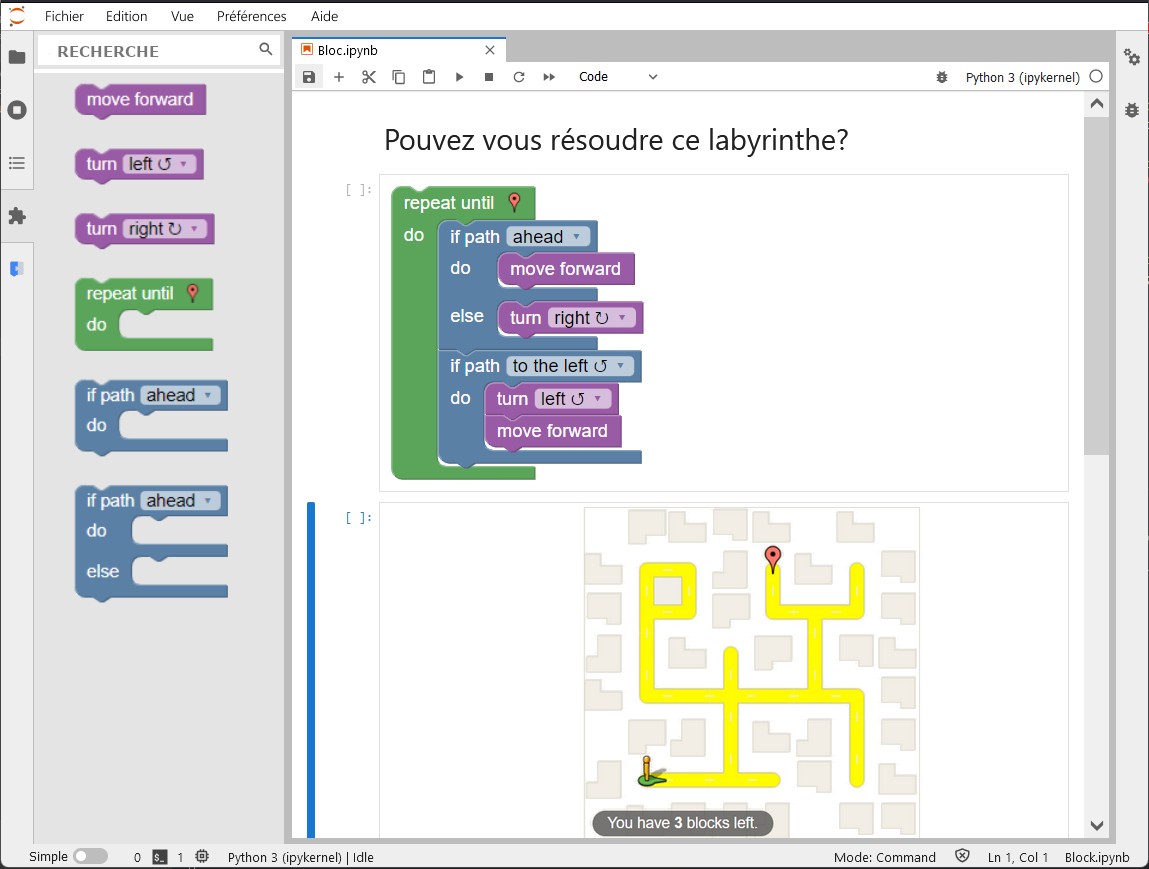 Fichier Edition Vue Préférences Aide
RECHERCHE
move forward
turn left ↺
turn right ↻
repeat until
do
if path ahead
do
if path ahead
do
else
Bloc.ipynb
Code
Python 3 (ipykernel)
Pouvez vous résoudre ce labyrinthe?
[ ]:
repeat until
do
if path ahead
do
move forward
else
turn right ↻
if path to the left ↺
do
turn left ↺
move forward
[ ]:
You have 3 blocks left.
Simple 0 1 Python 3 (ipykernel) | Idle Mode: Command Ln 1, Col 1 Bloc.ipynb